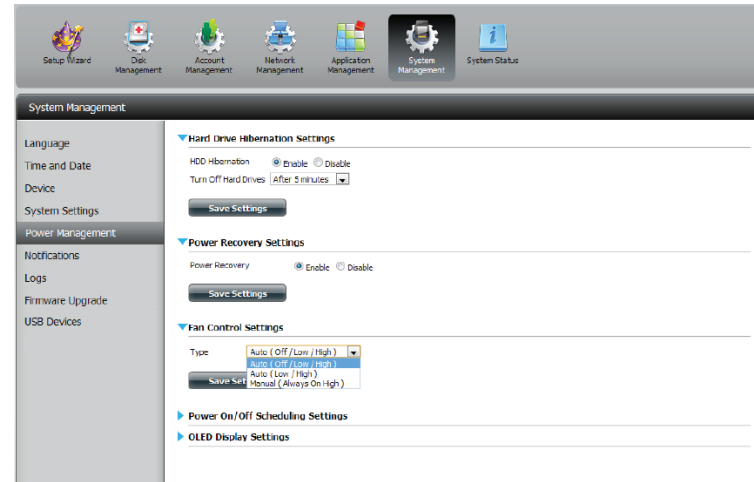 Setup Wizard
Disk Management
Account Management
Network Management
Application Management
System Management
System Status
System Management
Language
Time and Date
Device
System Settings
Power Management
Notifications
Logs
Firmware Upgrade
USB Devices
Hard Drive Hibernation Settings
HDD Hibernation Enable Disable
Turn Off Hard Drives After 5 minutes
Save Settings
Power Recovery Settings
Power Recovery Enable Disable
Save Settings
Fan Control Settings
Type Auto ( Off / Low / High )
Auto ( Off / Low / High )
Auto ( Low / High )
Manual ( Always On High )
Save Set
Power On/Off Scheduling Settings
OLED Display Settings